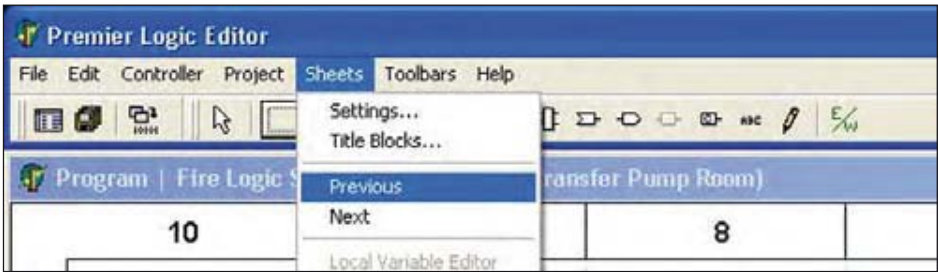 Premier Logic Editor
File Edit Controller Project Sheets Toolbars Help
ABC E/W
Settings...
Title Blocks...
Program | Fire Logic ransfer Pump Room)
Previous
Next
10 8
Local Variable Editor